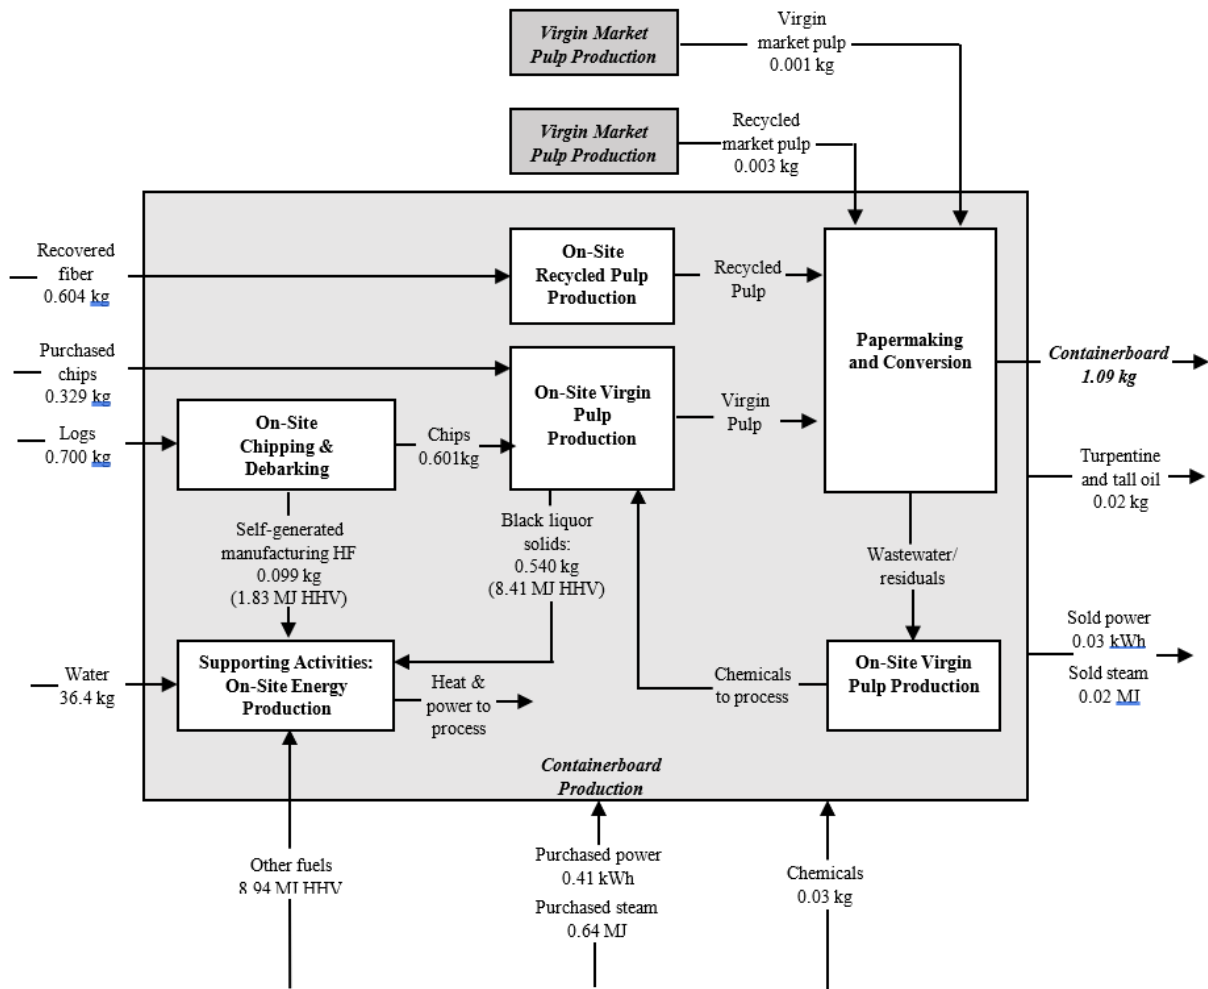 Virgin Market
Pulp Production
Virgin
market pulp
0.001 kg
Virgin Market
Pulp Production
Recycled
market pulp
0.003 kg
Recovered
fiber
0.604 kg
On-Site
Recycled Pulp
Production
Recycled
Pulp
Papermaking
and Conversion
Containerboard
1.09 kg
Purchased
chips
0.329 kg
On-Site Virgin
Pulp
Production
Virgin
Pulp
Logs
0.700 kg
On-Site
Chipping &
Debarking
Chips
0.601kg
Turpentine
and tall oil
0.02 kg
Self-generated
manufacturing HF
0.099 kg
(1.83 MJ HHV)
Black liquor
solids:
0.540 kg
(8.41 MJ HHV)
Wastewater/
residuals
Water
36.4 kg
Supporting Activities:
On-Site Energy
Production
Heat &
power to
process
Chemicals
to process
On-Site Virgin
Pulp Production
Sold power
0.03 kWh
Sold steam
0.02 MJ
Containerboard
Production
Other fuels
8.94 MJ HHV
Purchased power
0.41 kWh
Purchased steam
0.64 MJ
Chemicals
0.03 kg